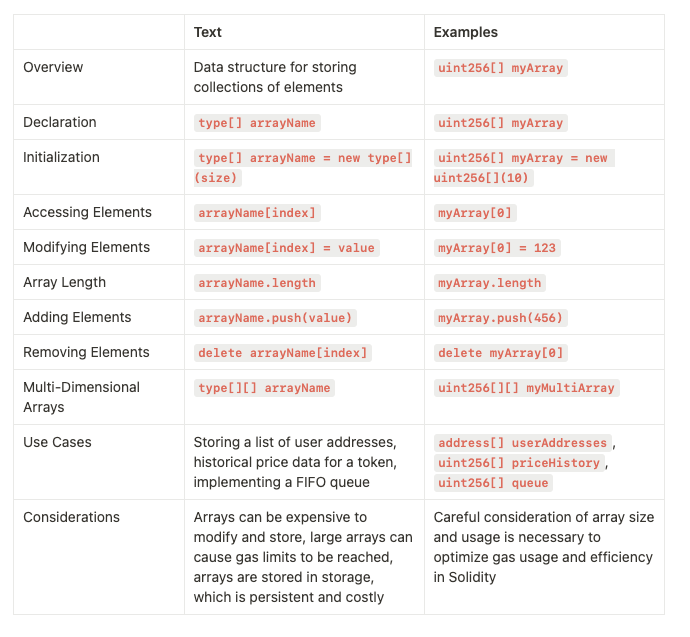 Text Examples
Overview Data structure for storing uint256[] myArray
collections of elements
Declaration type[] arrayName uint256[] myArray
Initialization type[] arrayName = new type[] uint256[] myArray = new
(size) uint256[](10)
Accessing Elements arrayName[index] myArray[0]
Modifying Elements arrayName[index] = value myArray[0] = 123
Array Length arrayName.length myArray.length
Adding Elements arrayName.push(value) myArray.push(456)
Removing Elements delete arrayName[index] delete myArray[0]
Multi-Dimensional type[][] arrayName uint256[][] myMultiArray
Arrays
Use Cases Storing a list of user addresses, address[] userAddresses,
historical price data for a token, uint256[] priceHistory,
implementing a FIFO queue uint256[] queue
Considerations Arrays can be expensive to Careful consideration of array size
modify and store, large arrays can and usage is necessary to
cause gas limits to be reached, optimize gas usage and efficiency
arrays are stored in storage, in Solidity
which is persistent and costly